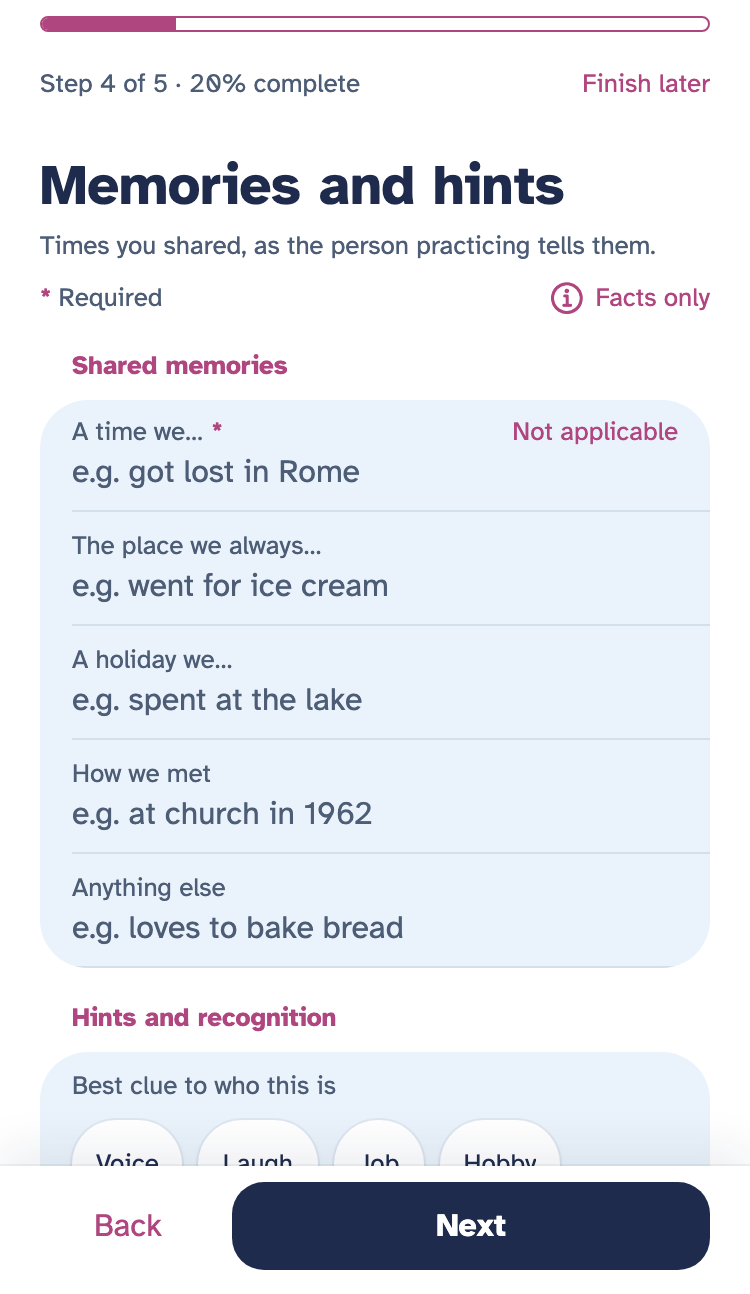 Step 4 of 5 · 20% complete
Finish later
Memories and hints
Times you shared, as the person practicing tells them.
* Required
Facts only
Shared memories
A time we... *
Not applicable
e.g. got lost in Rome
The place we always...
e.g. went for ice cream
A holiday we...
e.g. spent at the lake
How we met
e.g. at church in 1962
Anything else
e.g. loves to bake bread
Hints and recognition
Best clue to who this is
Voice Laugh Job Hobby
Back
Next